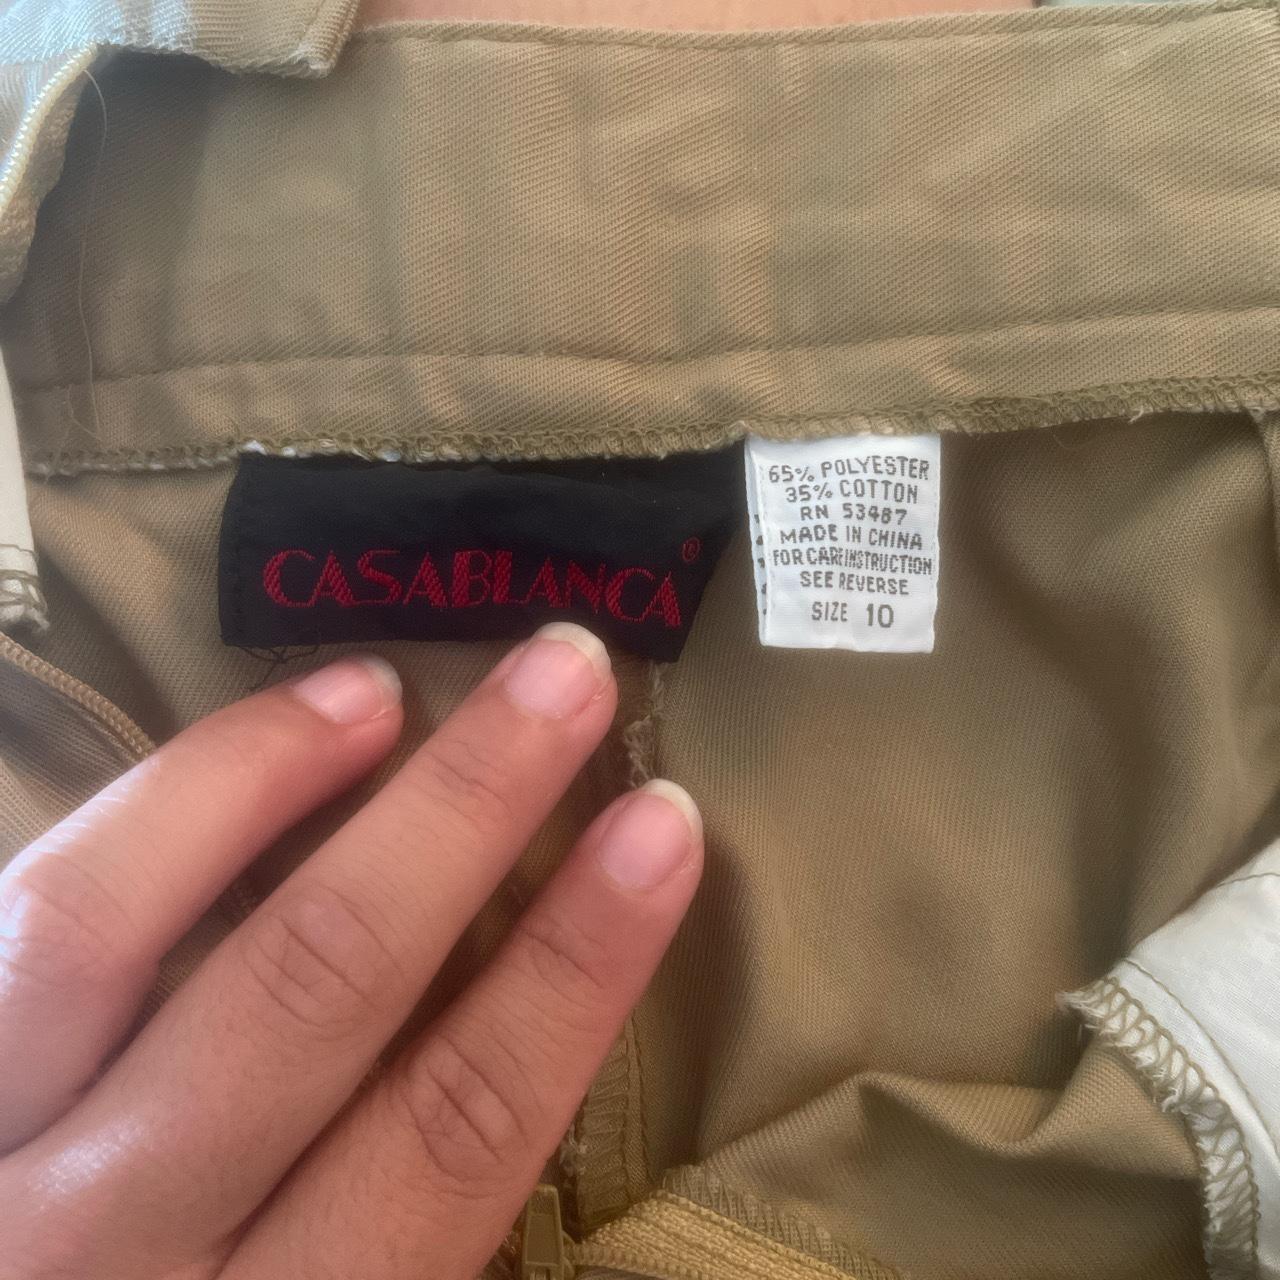 CASABLANCA®
65% POLYESTER
35% COTTON
RN 53487
MADE IN CHINA
FOR CARE INSTRUCTION
SEE REVERSE
SIZE 10